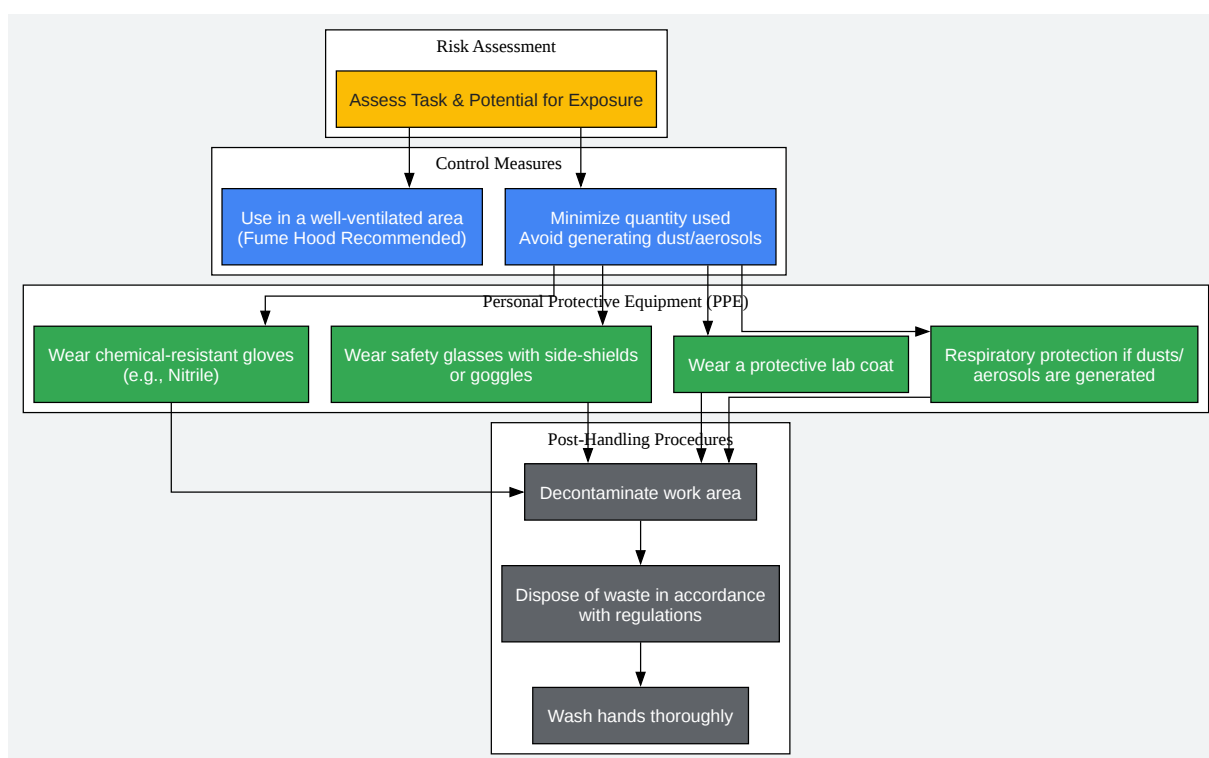 Risk Assessment
Assess Task & Potential for Exposure
Control Measures
Use in a well-ventilated area
(Fume Hood Recommended)
Minimize quantity used
Avoid generating dust/aerosols
Personal Protective Equipment (PPE)
Wear chemical-resistant gloves
(e.g., Nitrile)
Wear safety glasses with side-shields
or goggles
Wear a protective lab coat
Respiratory protection if dusts/
aerosols are generated
Post-Handling Procedures
Decontaminate work area
Dispose of waste in accordance
with regulations
Wash hands thoroughly